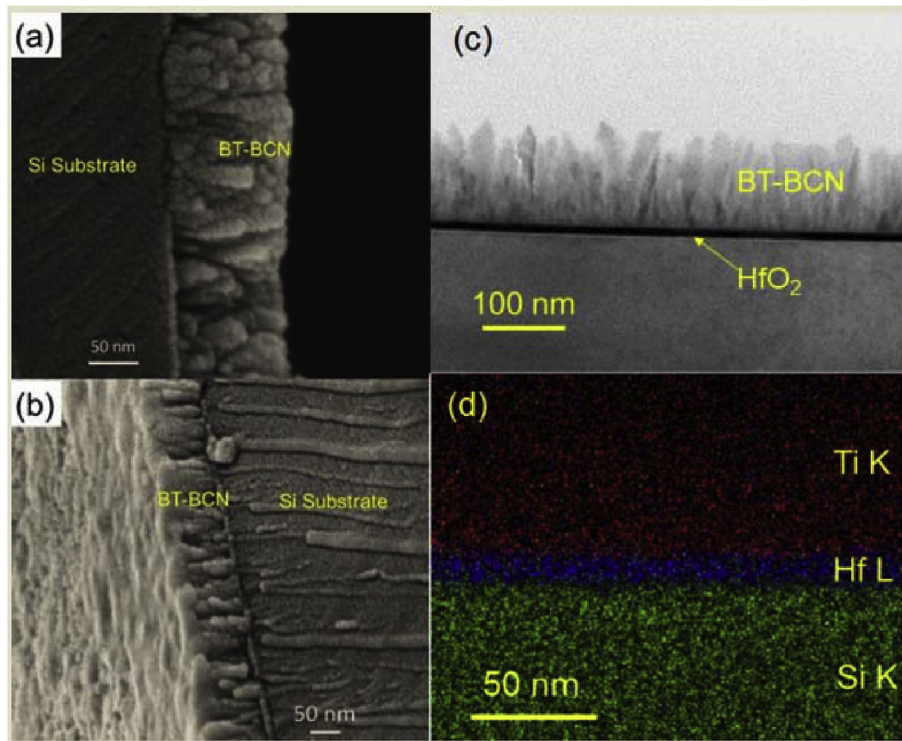 (a)
Si Substrate
BT-BCN
50 nm
(b)
BT-BCN
Si Substrate
50 nm
(c)
BT-BCN
HfO₂
100 nm
(d)
Ti K
Hf L
Si K
50 nm